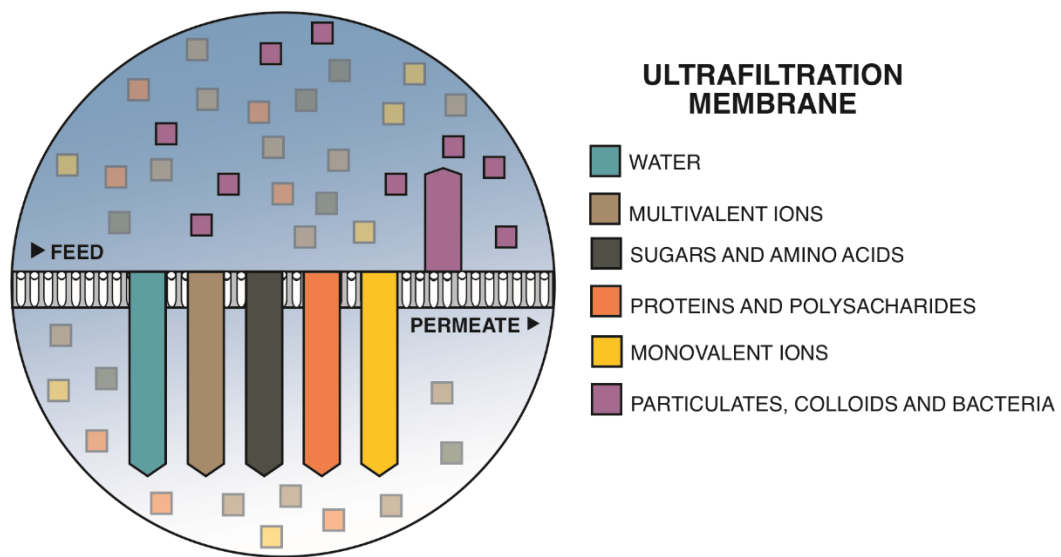 ULTRAFILTRATION
MEMBRANE
WATER
MULTIVALENT IONS
SUGARS AND AMINO ACIDS
PROTEINS AND POLYSACHARIDES
MONOVALENT IONS
PARTICULATES, COLLOIDS AND BACTERIA
FEED
PERMEATE